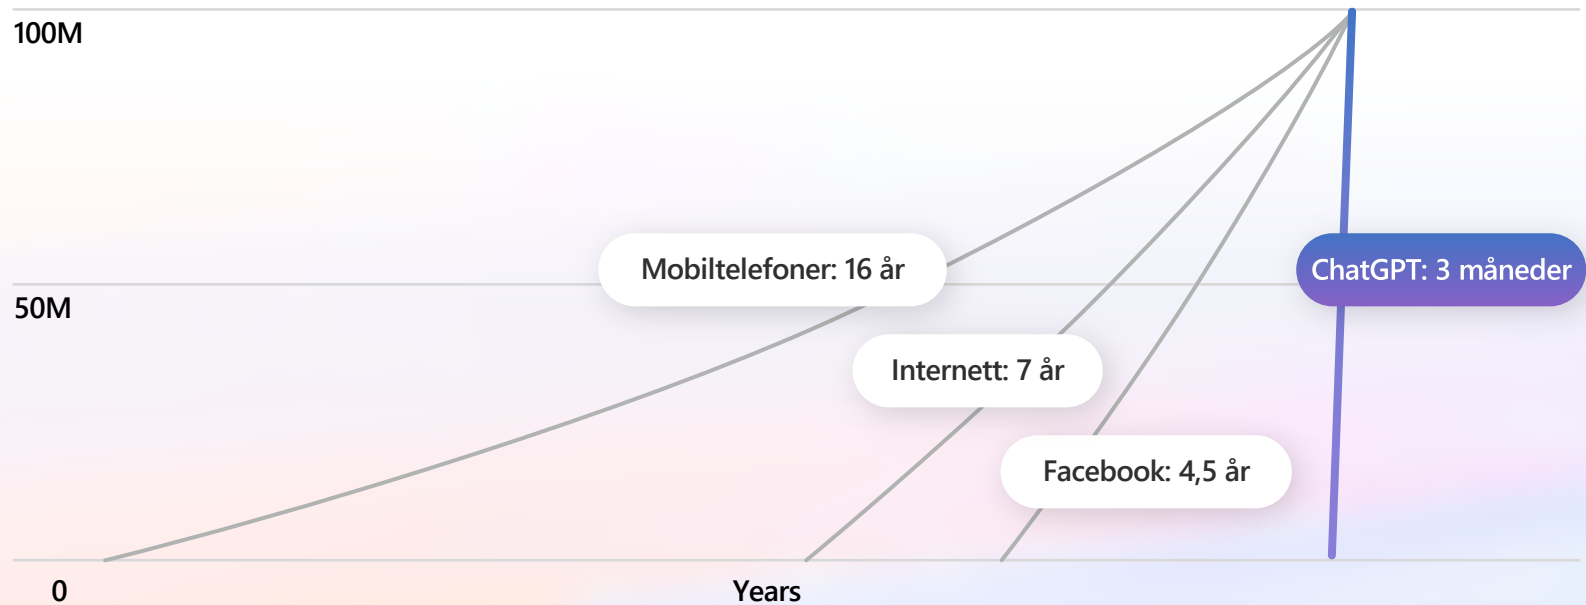 100M
Mobiltelefoner: 16 år
ChatGPT: 3 måneder
50M
Internett: 7 år
Facebook: 4,5 år
0
Years